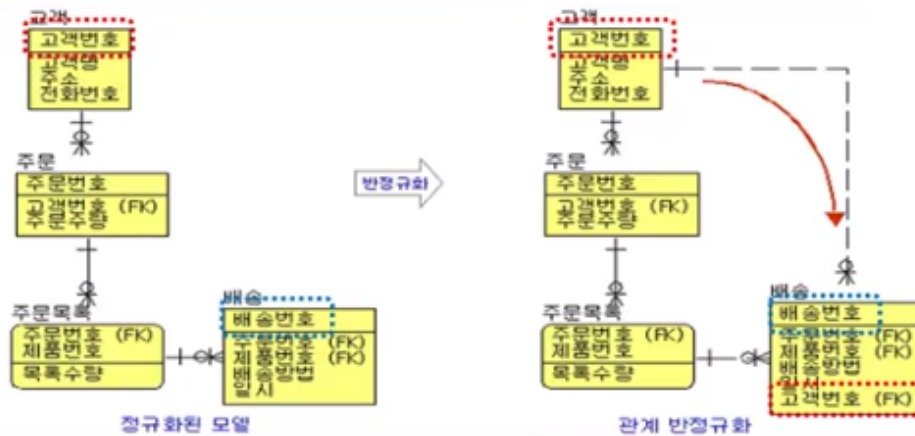 고객
고객번호
고객명
주소
전화번호
주문
주문번호
고객번호 (FK)
주문수량
주문목록
주문번호 (FK)
제품번호
목록수량
배송
배송번호
주문번호 (FK)
제품번호 (FK)
배송방법
일시
정규화된 모델
반정규화
고객
고객번호
고객명
주소
전화번호
주문
주문번호
고객번호 (FK)
주문수량
주문목록
주문번호 (FK)
제품번호
목록수량
배송
배송번호
주문번호 (FK)
제품번호 (FK)
배송방법
일시
고객번호 (FK)
관계 반정규화